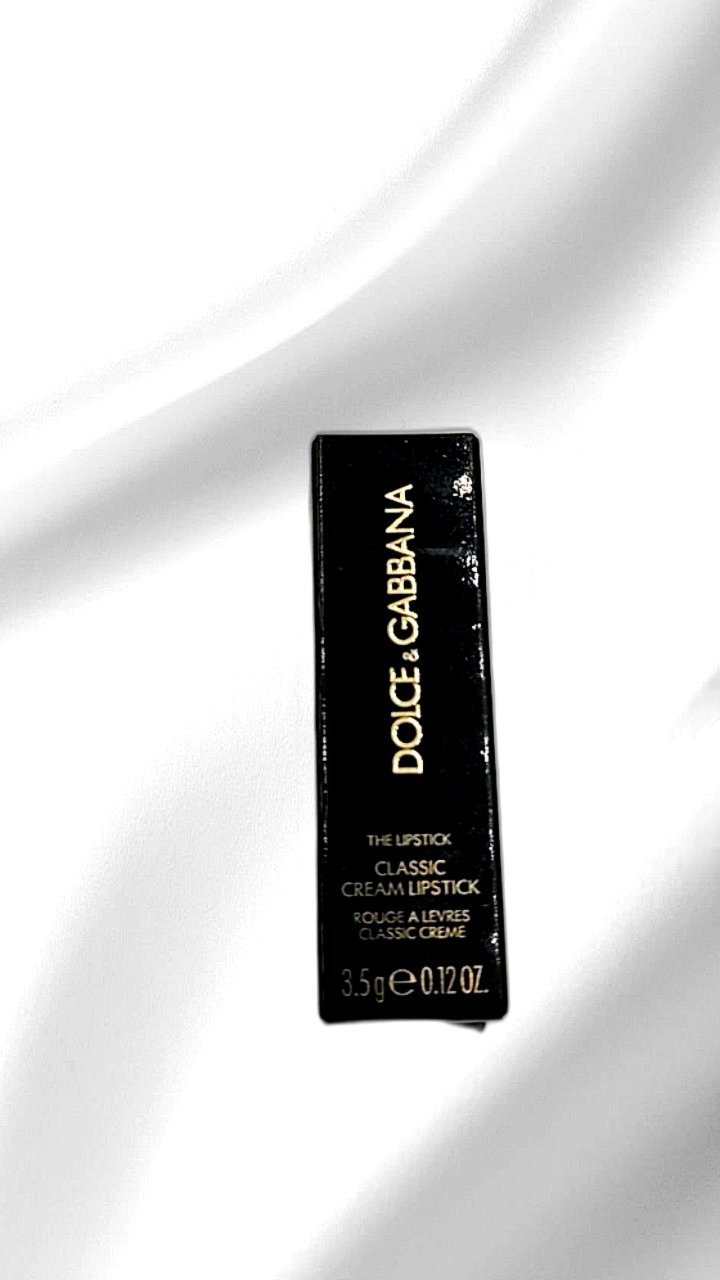 DOLCE & GABBANA
THE LIPSTICK
CLASSIC
CREAM LIPSTICK
ROUGE A LEVRES
CLASSIC CREME
3.5g℮0.12 OZ.